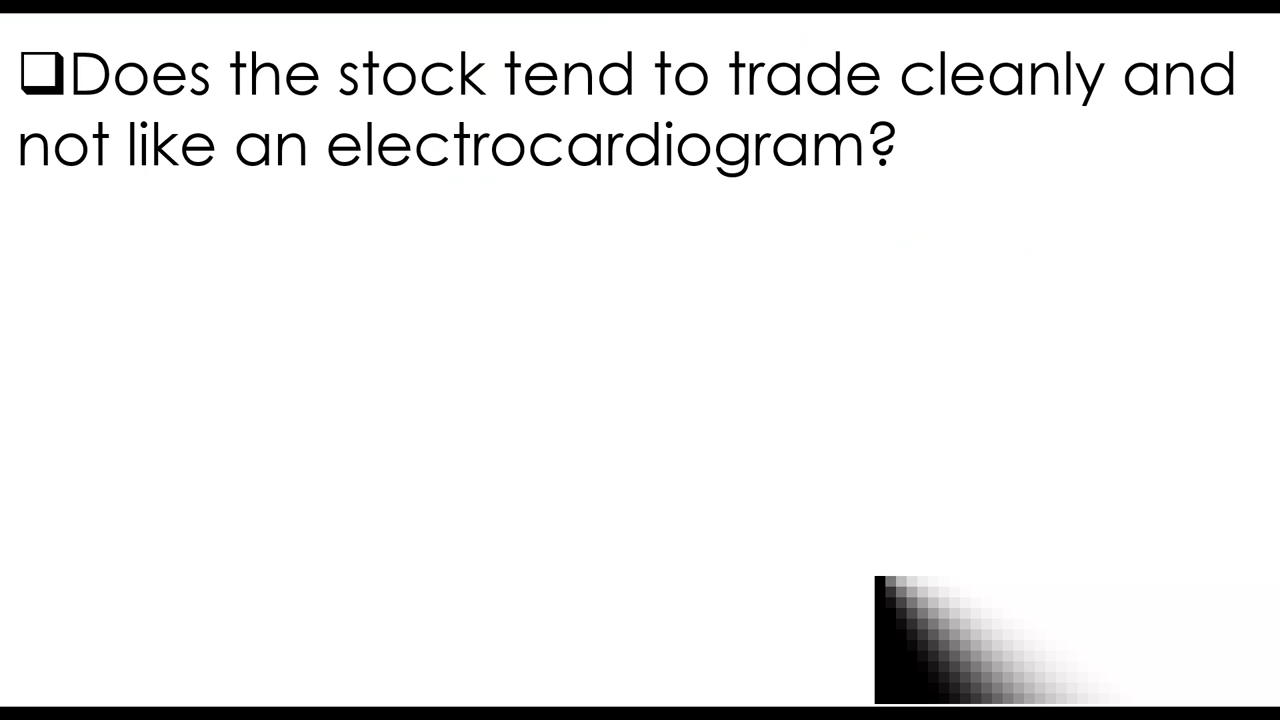 ❑Does the stock tend to trade cleanly and
not like an electrocardiogram?